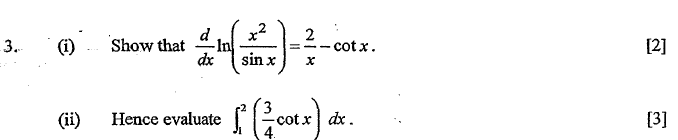 3. (i) Show that d/dx ln(x²/sin x) = 2/x − cot x. [2]
(ii) Hence evaluate ∫₁² (3/4 cot x) dx. [3]